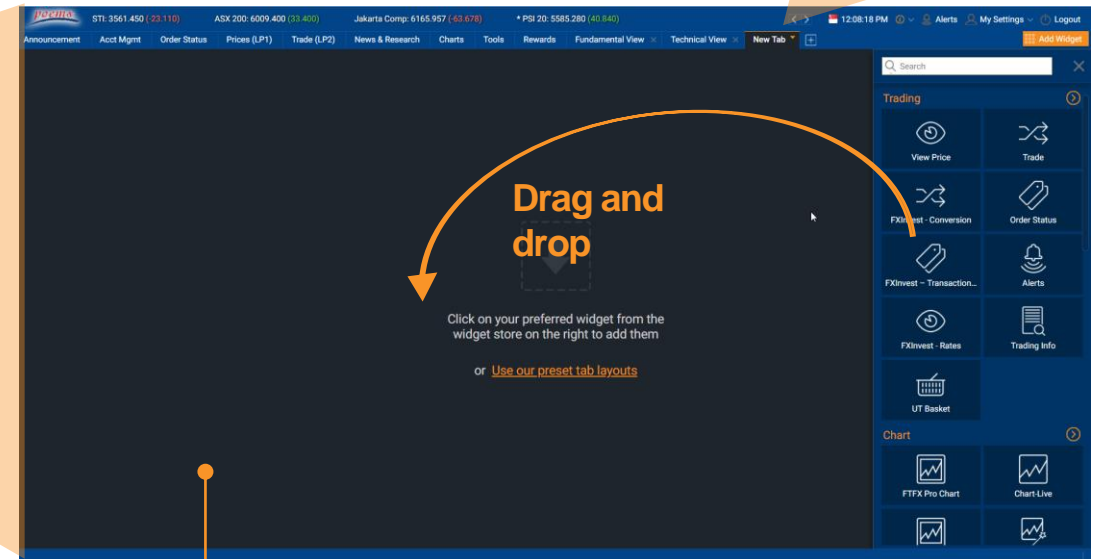 poems
STI: 3561.450 (-23.110) ASX 200: 6009.400 (33.400) Jakarta Comp: 6165.957 (-63.678) * PSI 20: 5585.280 (40.840) 12:08:18 PM Alerts My Settings Logout
Announcement Acct Mgmt Order Status Prices (LP1) Trade (LP2) News & Research Charts Tools Rewards Fundamental View × Technical View × New Tab
Add Widget
Search
Trading
View Price Trade
Drag and
drop
FXInvest - Conversion Order Status
FXInvest – Transaction... Alerts
Click on your preferred widget from the
widget store on the right to add them
or Use our preset tab layouts
FXInvest - Rates Trading Info
UT Basket
Chart
FTFX Pro Chart Chart-Live